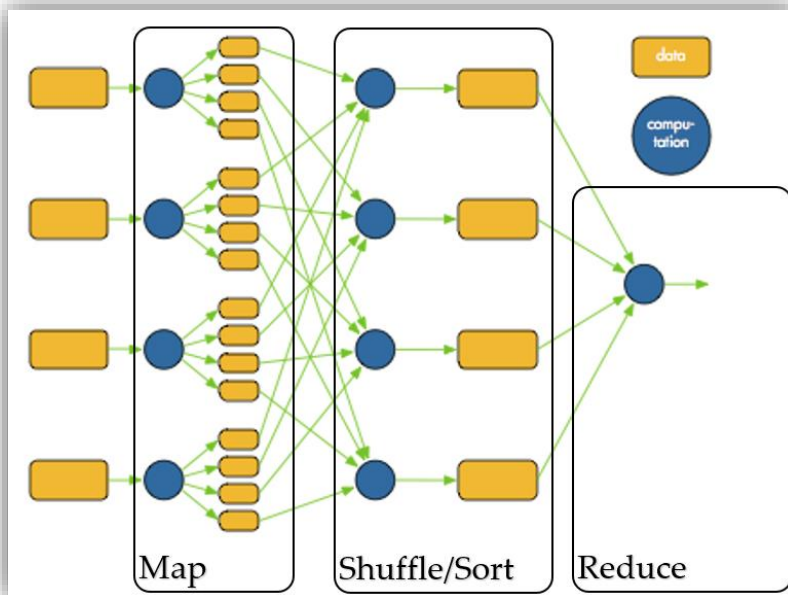 data
compu-
tation
Map
Shuffle/Sort
Reduce